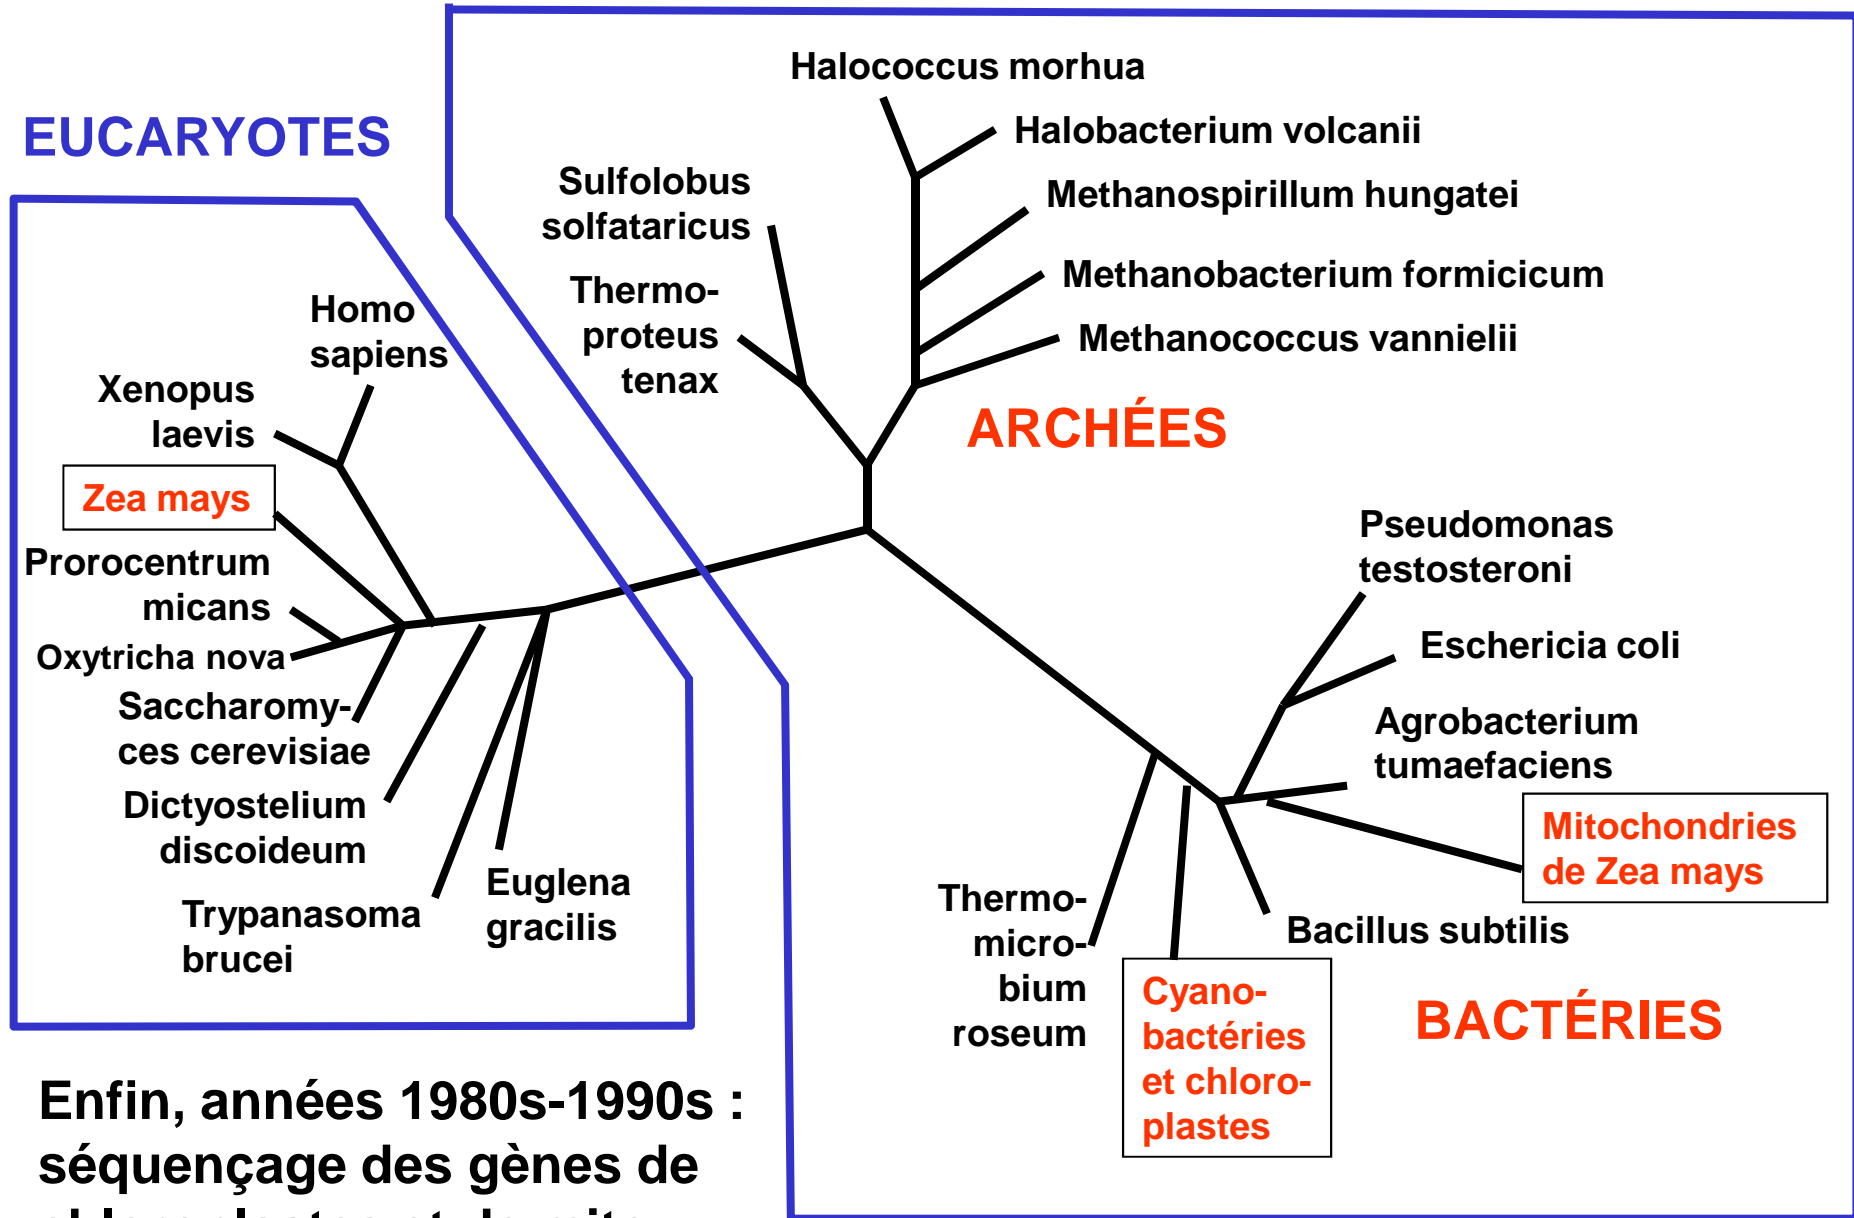 Halococcus morhua
EUCARYOTES
Halobacterium volcanii
Sulfolobus
solfataricus
Methanospirillum hungatei
Thermo-
proteus
tenax
Methanobacterium formicicum
Methanococcus vannielii
Homo
sapiens
Xenopus
laevis
ARCHÉES
Zea mays
Prorocentrum
micans
Oxytricha nova
Saccharomy-
ces cerevisiae
Dictyostelium
discoideum
Trypanasoma
brucei
Euglena
gracilis
Pseudomonas
testosteroni
Eschericia coli
Agrobacterium
tumaefaciens
Mitochondries
de Zea mays
Thermo-
micro-
bium
roseum
Bacillus subtilis
Cyano-
bactéries
et chloro-
plastes
BACTÉRIES
Enfin, années 1980s-1990s :
séquençage des gènes de